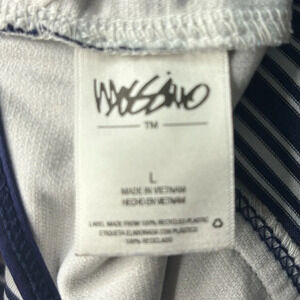 mossimo
TM
L
MADE IN VIETNAM
HECHO EN VIETNAM
LABEL MADE FROM 100% RECYCLED PLASTIC
ETIQUETA ELABORADA CON PLÁSTICO
100% RECICLADO